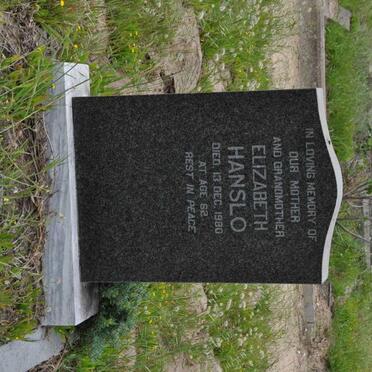 IN LOVING MEMORY OF
OUR MOTHER
AND GRANDMOTHER
ELIZABETH
HANSLO
DIED 13 DEC. 1980
AT AGE 62
REST IN PEACE